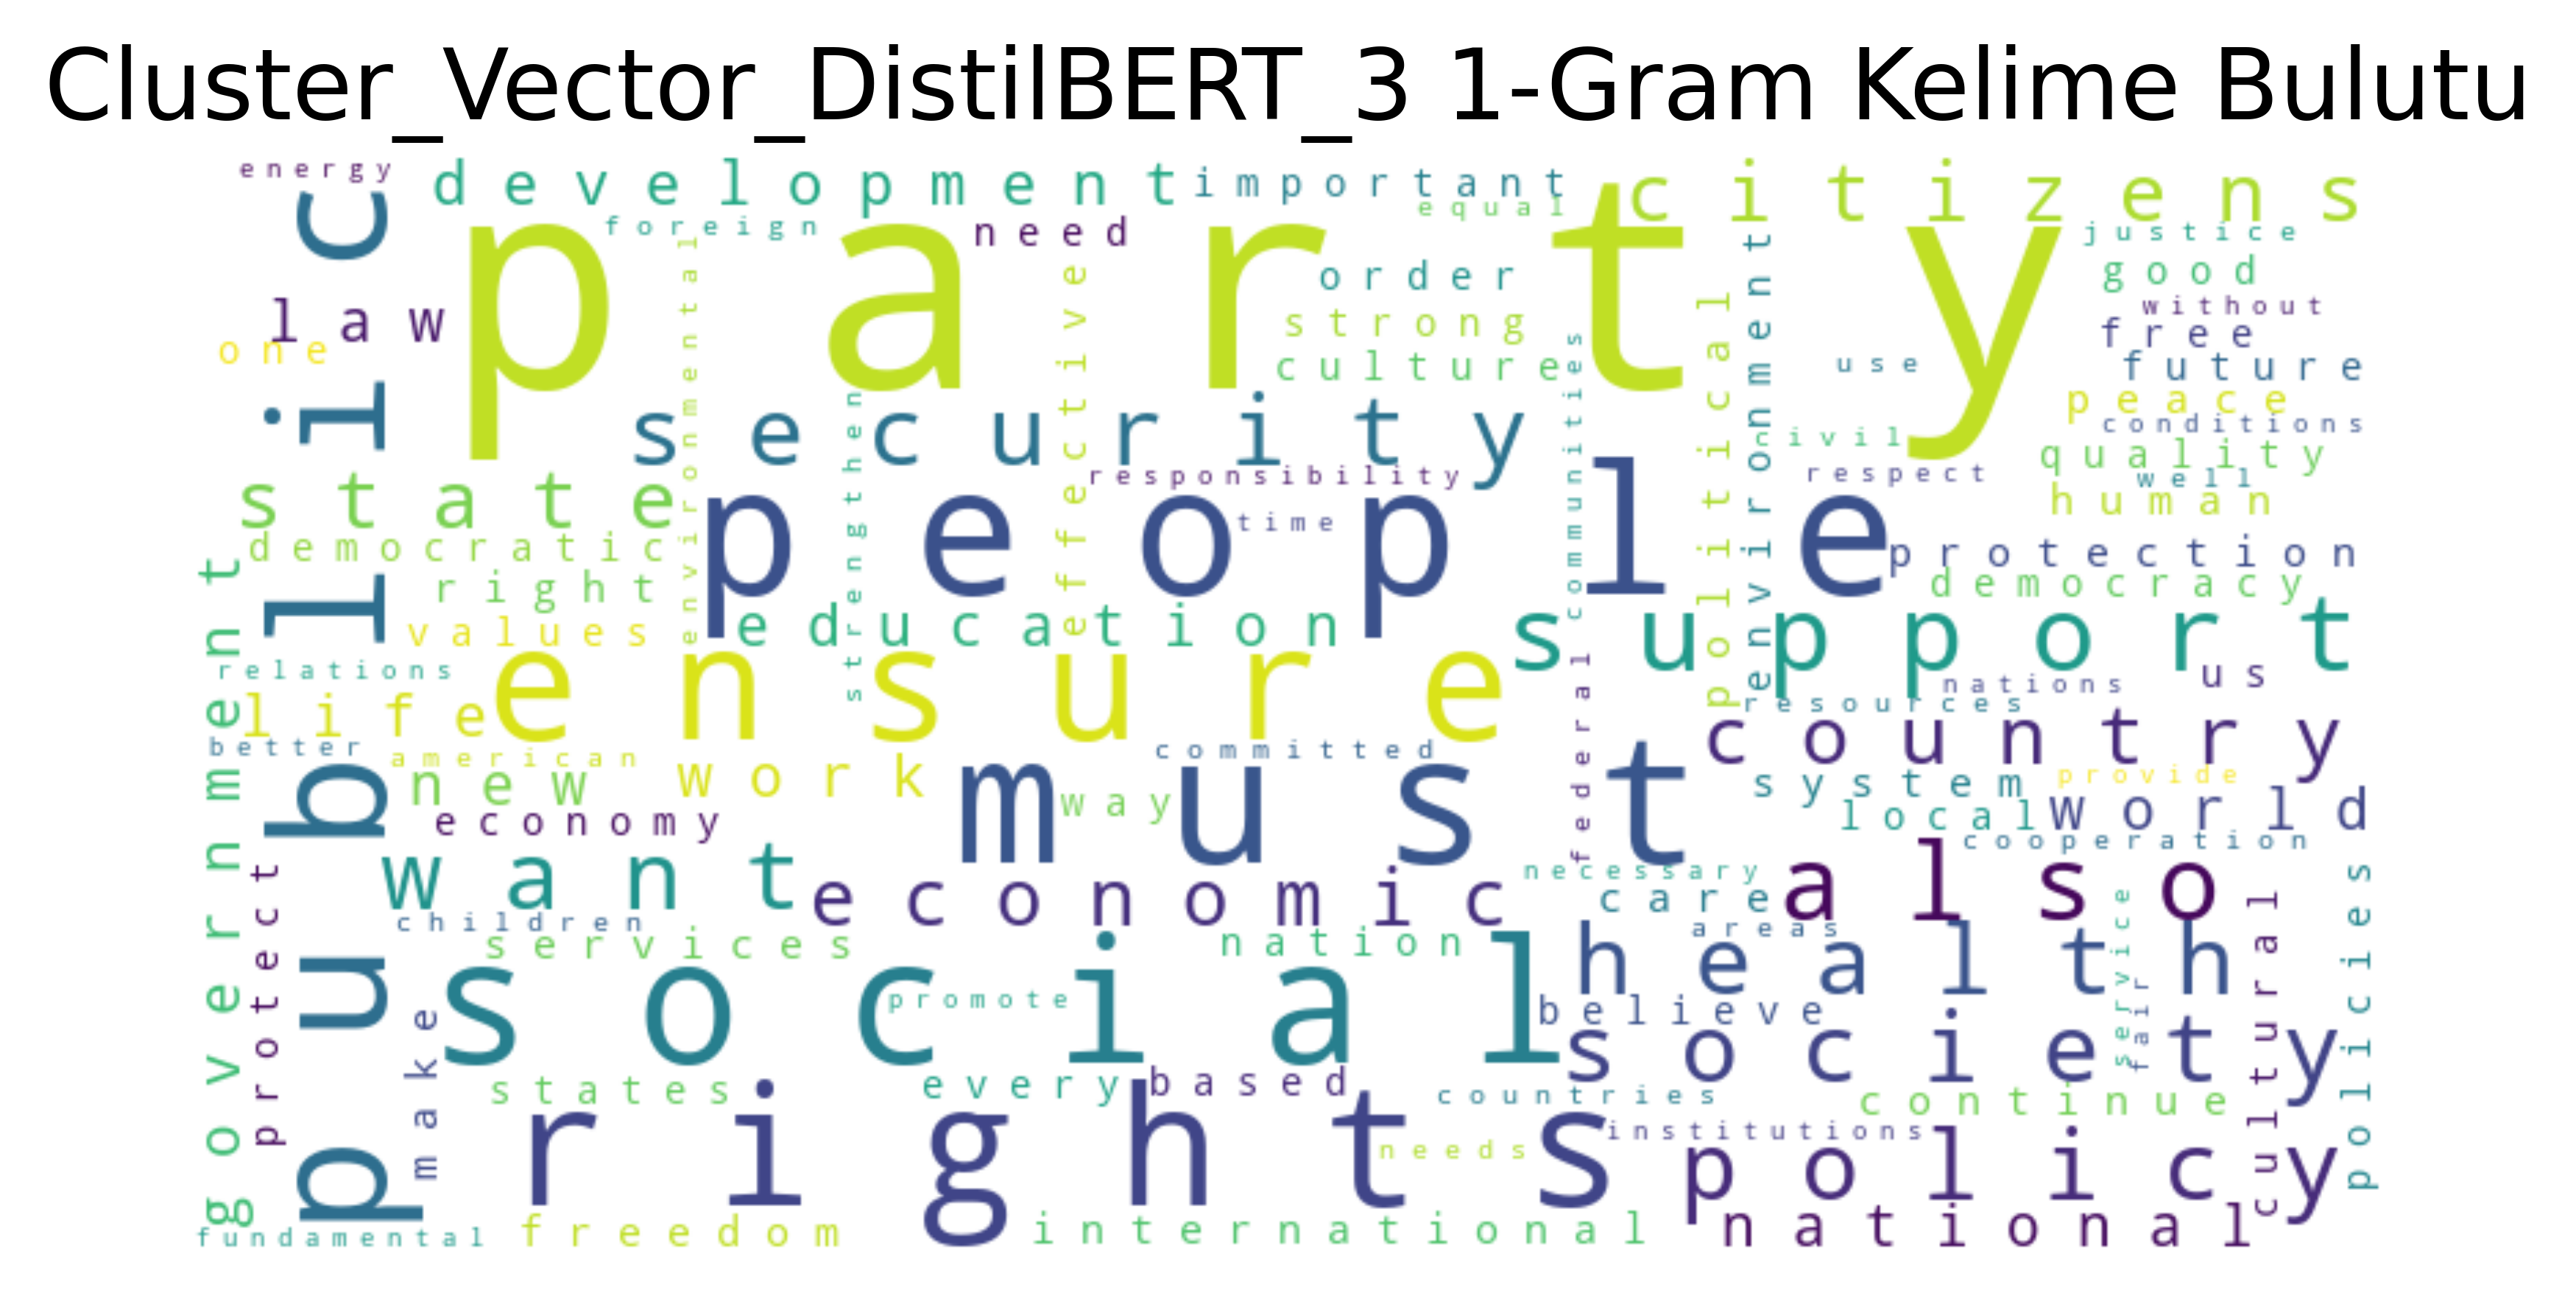 Cluster_Vector_DistilBERT_3 1-Gram Kelime Bulutu
energy
development
important
citizens
foreign
need
equal
justice
public
party
order
good
law
strong
without
one
culture
free
use
future
environmental
effective
communities
political
environment
peace
security
conditions
civil
quality
responsibility
respect
well
state
strengthen
people
time
human
democratic
protection
right
democracy
values
education
support
government
relations
us
life
ensure
federal
nations
resources
country
better
american
committed
new
work
must
system
provide
way
local
world
economy
cooperation
want
economic
necessary
care
also
protect
children
areas
services
nation
health
service
cultural
policies
social
promote
believe
fair
make
society
states
every
based
countries
continue
rights
institutions
needs
policy
fundamental
freedom
international
national